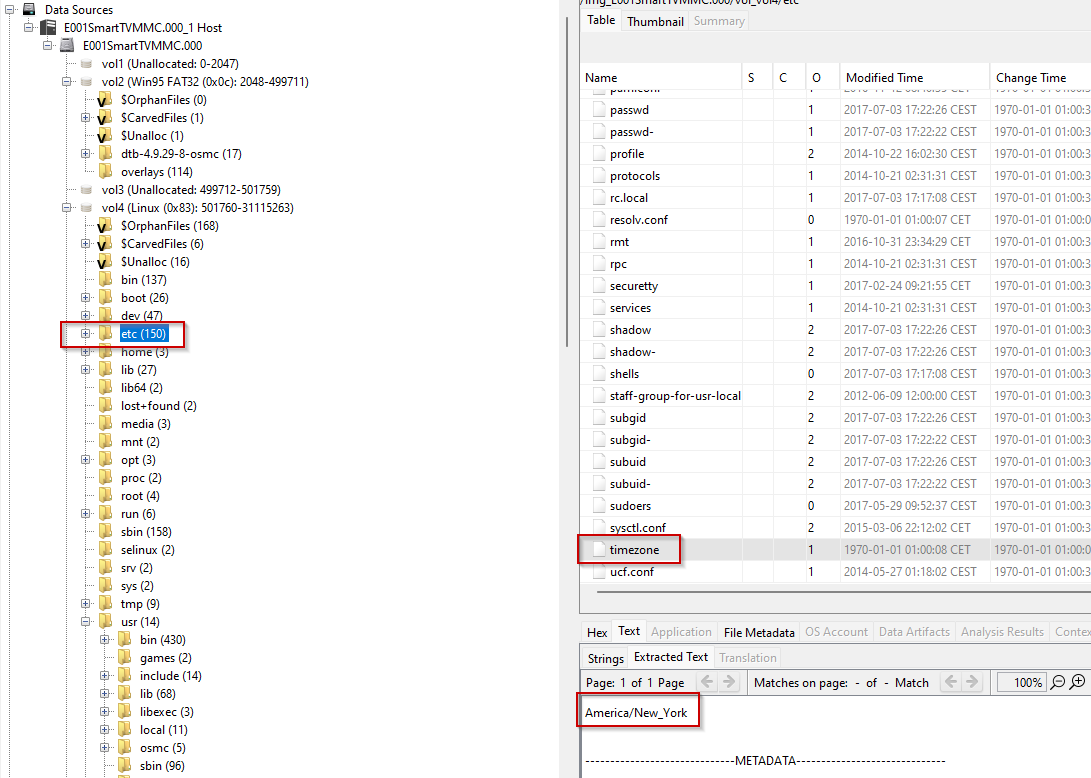 Data Sources
E001SmartTVMMC.000_1 Host
E001SmartTVMMC.000
vol1 (Unallocated: 0-2047)
vol2 (Win95 FAT32 (0x0c): 2048-499711)
$OrphanFiles (0)
$CarvedFiles (1)
$Unalloc (1)
dtb-4.9.29-8-osmc (17)
overlays (114)
vol3 (Unallocated: 499712-501759)
vol4 (Linux (0x83): 501760-31115263)
$OrphanFiles (168)
$CarvedFiles (6)
$Unalloc (16)
bin (137)
boot (26)
dev (47)
etc (150)
home (3)
lib (27)
lib64 (2)
lost+found (2)
media (3)
mnt (2)
opt (3)
proc (2)
root (4)
run (6)
sbin (158)
selinux (2)
srv (2)
sys (2)
tmp (9)
usr (14)
bin (430)
games (2)
include (14)
lib (68)
libexec (3)
local (11)
osmc (5)
sbin (96)
/img_E001SmartTVMMC.000/vol_vol4/etc
Table Thumbnail Summary
Name S C O Modified Time Change Time
passwd 1 2017-07-03 17:22:26 CEST 1970-01-01 01:00:3
passwd- 1 2017-07-03 17:22:22 CEST 1970-01-01 01:00:3
profile 2 2014-10-22 16:02:30 CEST 1970-01-01 01:00:3
protocols 1 2014-10-21 02:31:31 CEST 1970-01-01 01:00:3
rc.local 1 2017-07-03 17:17:08 CEST 1970-01-01 01:00:3
resolv.conf 0 1970-01-01 01:00:07 CET 1970-01-01 01:00:3
rmt 1 2016-10-31 23:34:29 CET 1970-01-01 01:00:3
rpc 1 2014-10-21 02:31:31 CEST 1970-01-01 01:00:3
securetty 1 2017-02-24 09:21:55 CET 1970-01-01 01:00:3
services 1 2014-10-21 02:31:31 CEST 1970-01-01 01:00:3
shadow 2 2017-07-03 17:22:26 CEST 1970-01-01 01:00:3
shadow- 2 2017-07-03 17:22:26 CEST 1970-01-01 01:00:3
shells 0 2017-07-03 17:17:08 CEST 1970-01-01 01:00:3
staff-group-for-usr-local 2 2012-06-09 12:00:00 CEST 1970-01-01 01:00:3
subgid 2 2017-07-03 17:22:26 CEST 1970-01-01 01:00:3
subgid- 2 2017-07-03 17:22:22 CEST 1970-01-01 01:00:3
subuid 2 2017-07-03 17:22:26 CEST 1970-01-01 01:00:3
subuid- 2 2017-07-03 17:22:22 CEST 1970-01-01 01:00:3
sudoers 0 2017-05-29 09:52:37 CEST 1970-01-01 01:00:3
sysctl.conf 2 2015-03-06 22:12:02 CET 1970-01-01 01:00:3
timezone 1 1970-01-01 01:00:08 CET 1970-01-01 01:00:3
ucf.conf 1 2014-05-27 01:18:02 CEST 1970-01-01 01:00:3
Hex Text Application File Metadata OS Account Data Artifacts Analysis Results Contex
Strings Extracted Text Translation
Page: 1 of 1 Page Matches on page: - of - Match 100%
America/New_York
------------------------------METADATA------------------------------